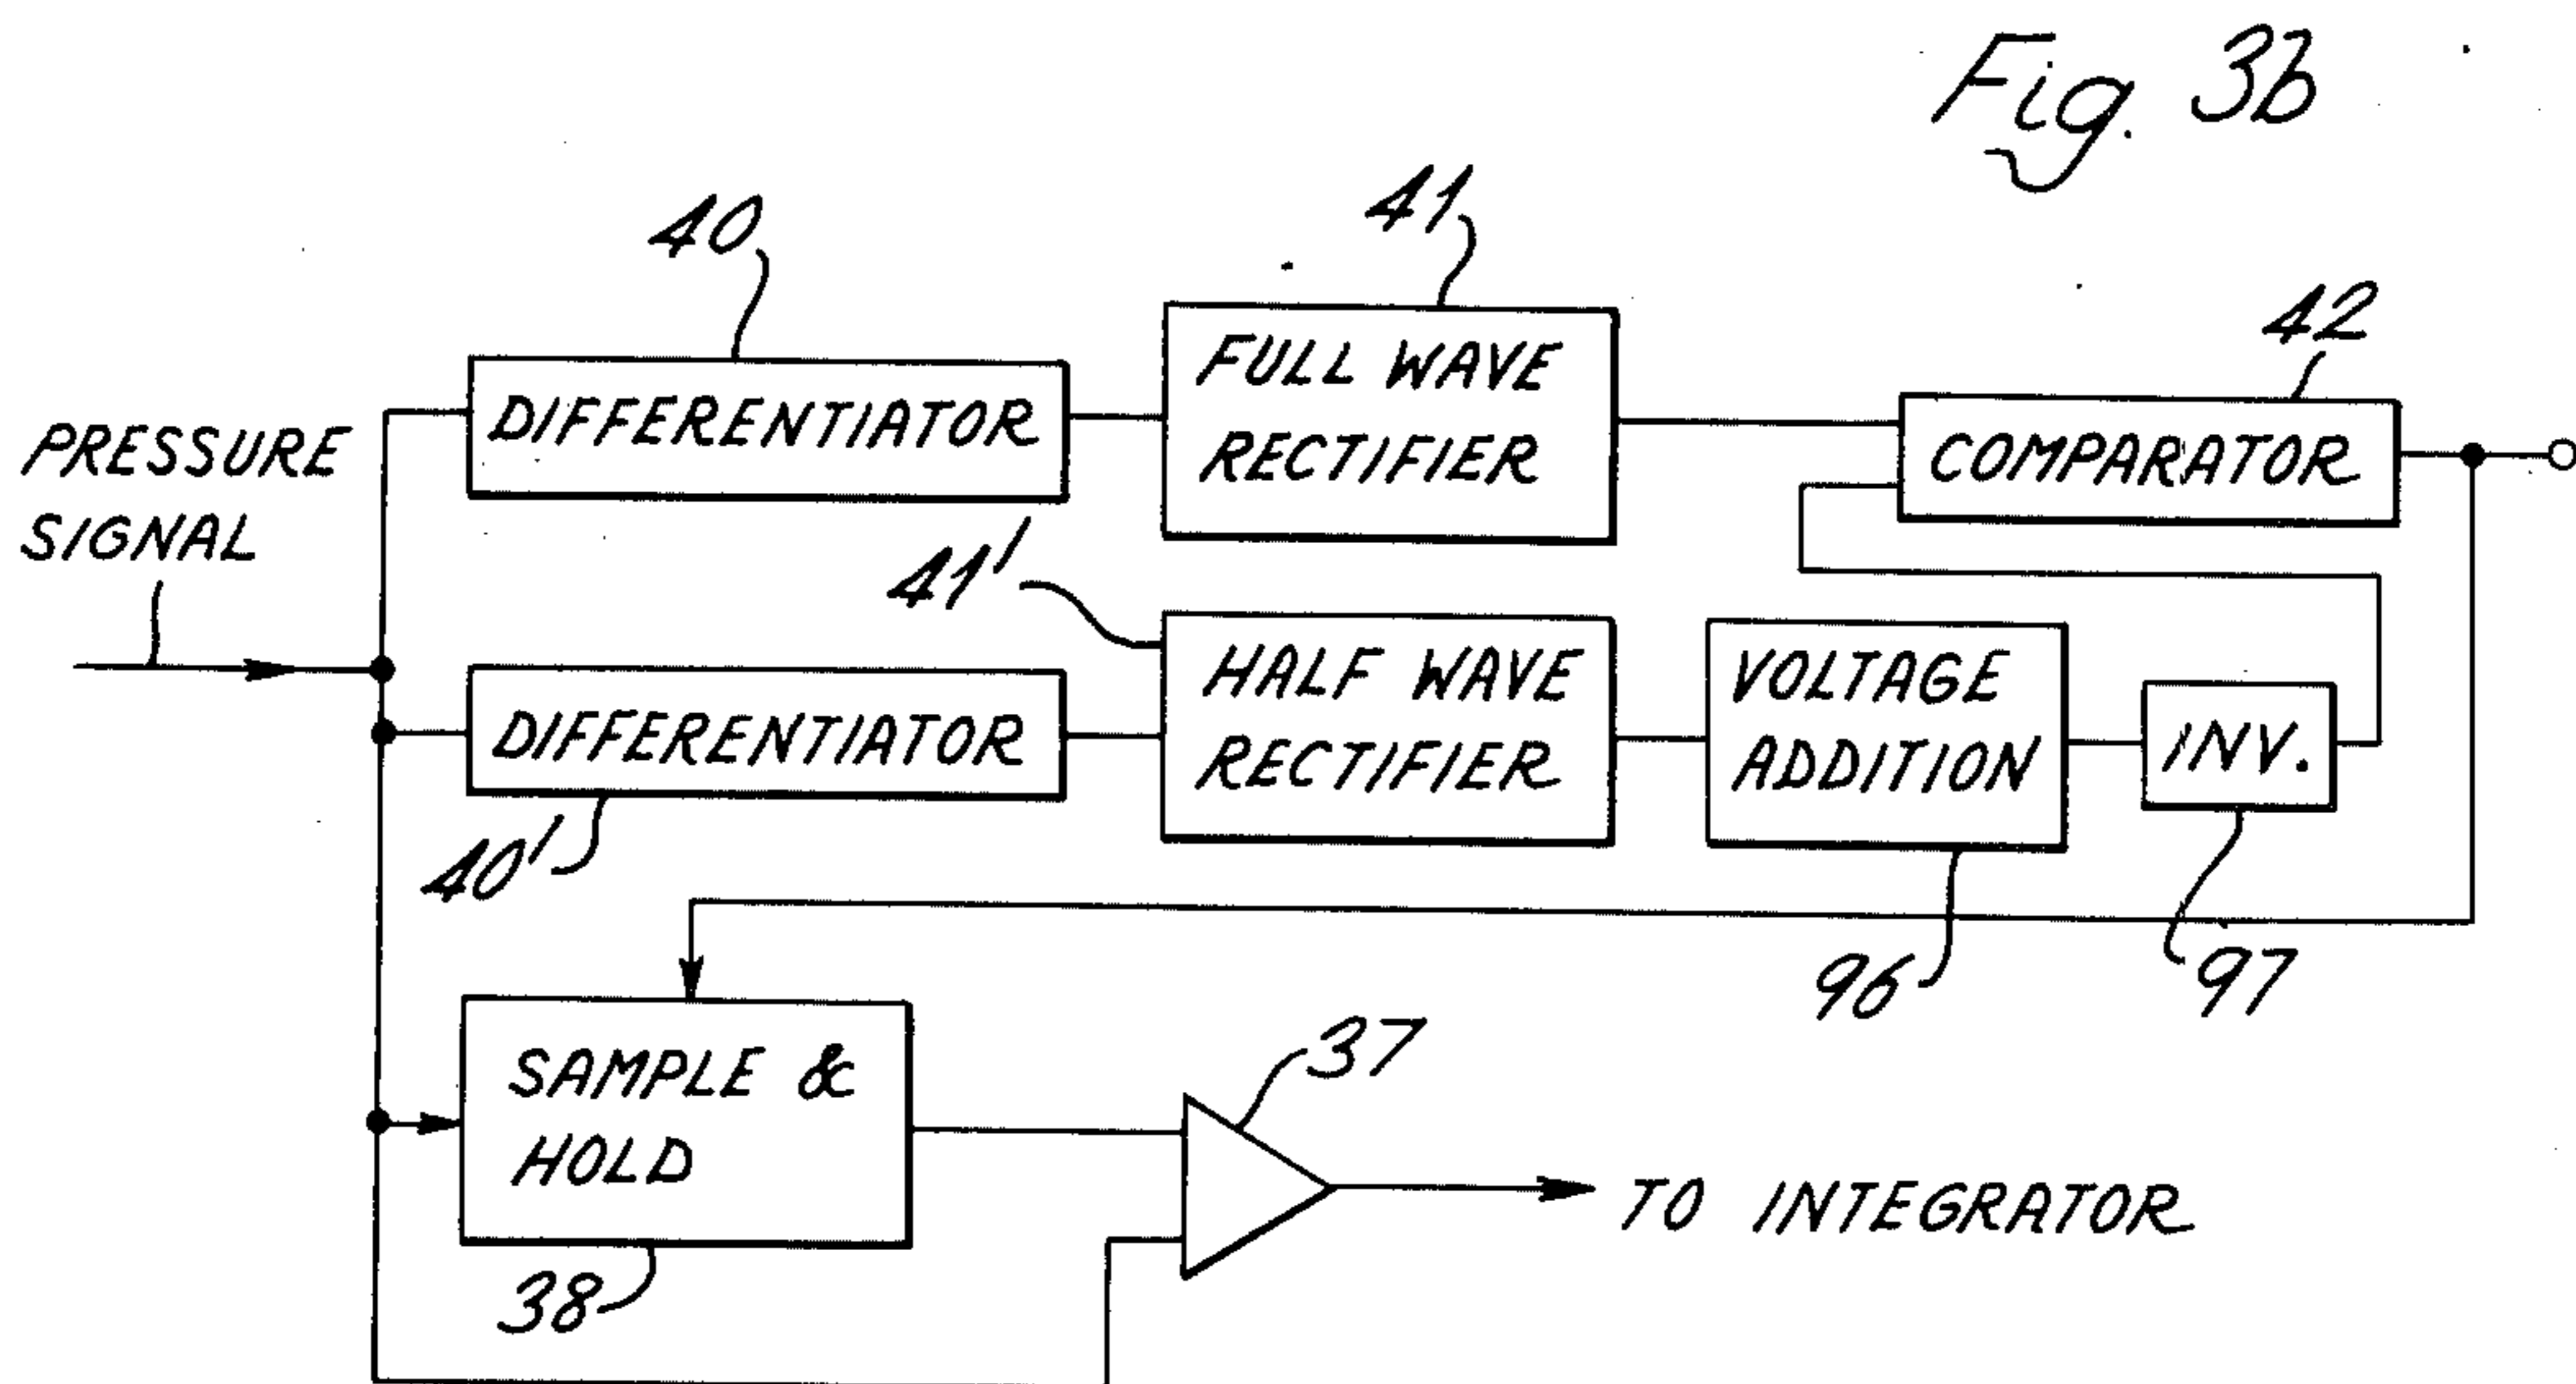 Fig. 3b
40
41
42
PRESSURE
SIGNAL
DIFFERENTIATOR
FULL WAVE
RECTIFIER
COMPARATOR
41'
DIFFERENTIATOR
HALF WAVE
RECTIFIER
VOLTAGE
ADDITION
INV.
40'
96
97
SAMPLE &
HOLD
37
38
TO INTEGRATOR